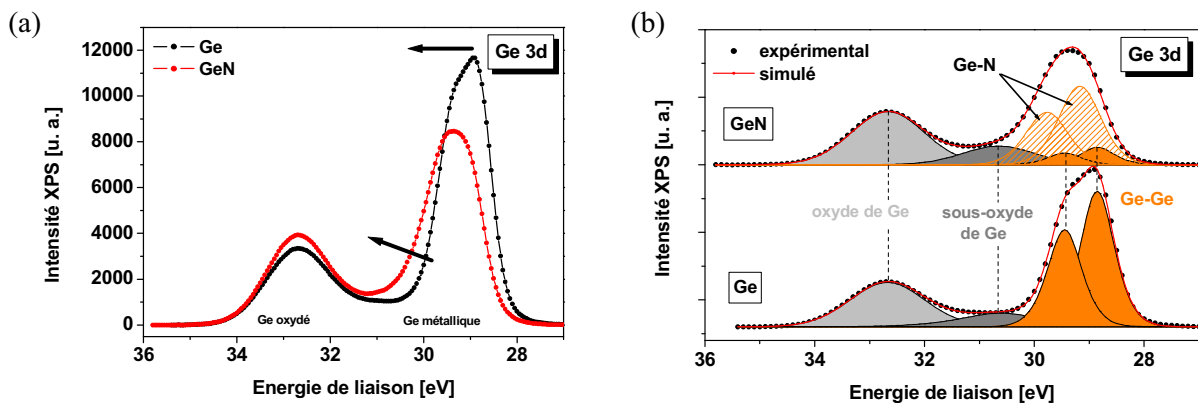 (a)
Ge
GeN
Ge 3d
12000
10000
8000
6000
4000
2000
0
Intensité XPS [u. a.]
Ge oxydé
Ge métallique
36
34
32
30
28
Energie de liaison [eV]
(b)
expérimental
simulé
Ge-N
Ge 3d
GeN
Ge-Ge
oxyde de Ge
sous-oxyde
de Ge
Ge
Intensité XPS [u. a.]
36
34
32
30
28
Energie de liaison [eV]